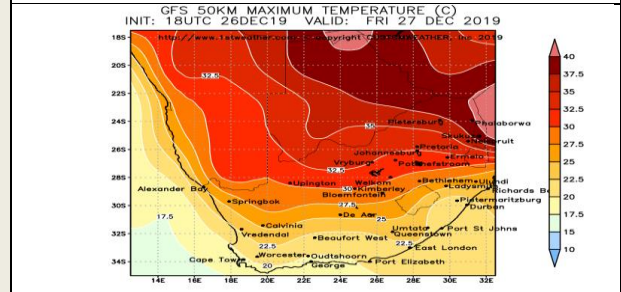 GFS 50KM MAXIMUM TEMPERATURE (C)
INIT: 18UTC 26DEC19 VALID: FRI 27 DEC 2019
http://www.1stweather.com
18S
20S
22S
24S
26S
28S
30S
32S
34S
14E 16E 18E 20E 22E 24E 26E 28E 30E 32E
40
37.5
35
32.5
30
27.5
25
22.5
20
17.5
15
10
32.5
35
Pietersburg Phalaborwa
Skukuza
Nelspruit
Pretoria
Johannesburg Ermelo
Vryburg Potchefstroom
32.5
Upington Welkom Bethlehem Ulundi
Alexander Bay 30 Kimberley Ladysmith Richards B
Springbok Bloemfontein
Pietermaritzburg
27.5
Durban
17.5 De Aar 25
Calvinia Umtata Port St Johns
Vredendal Queenstown
Beaufort West
22.5 27.5 East London
Cape Town Worcester Oudtshoorn
20 George Port Elizabeth